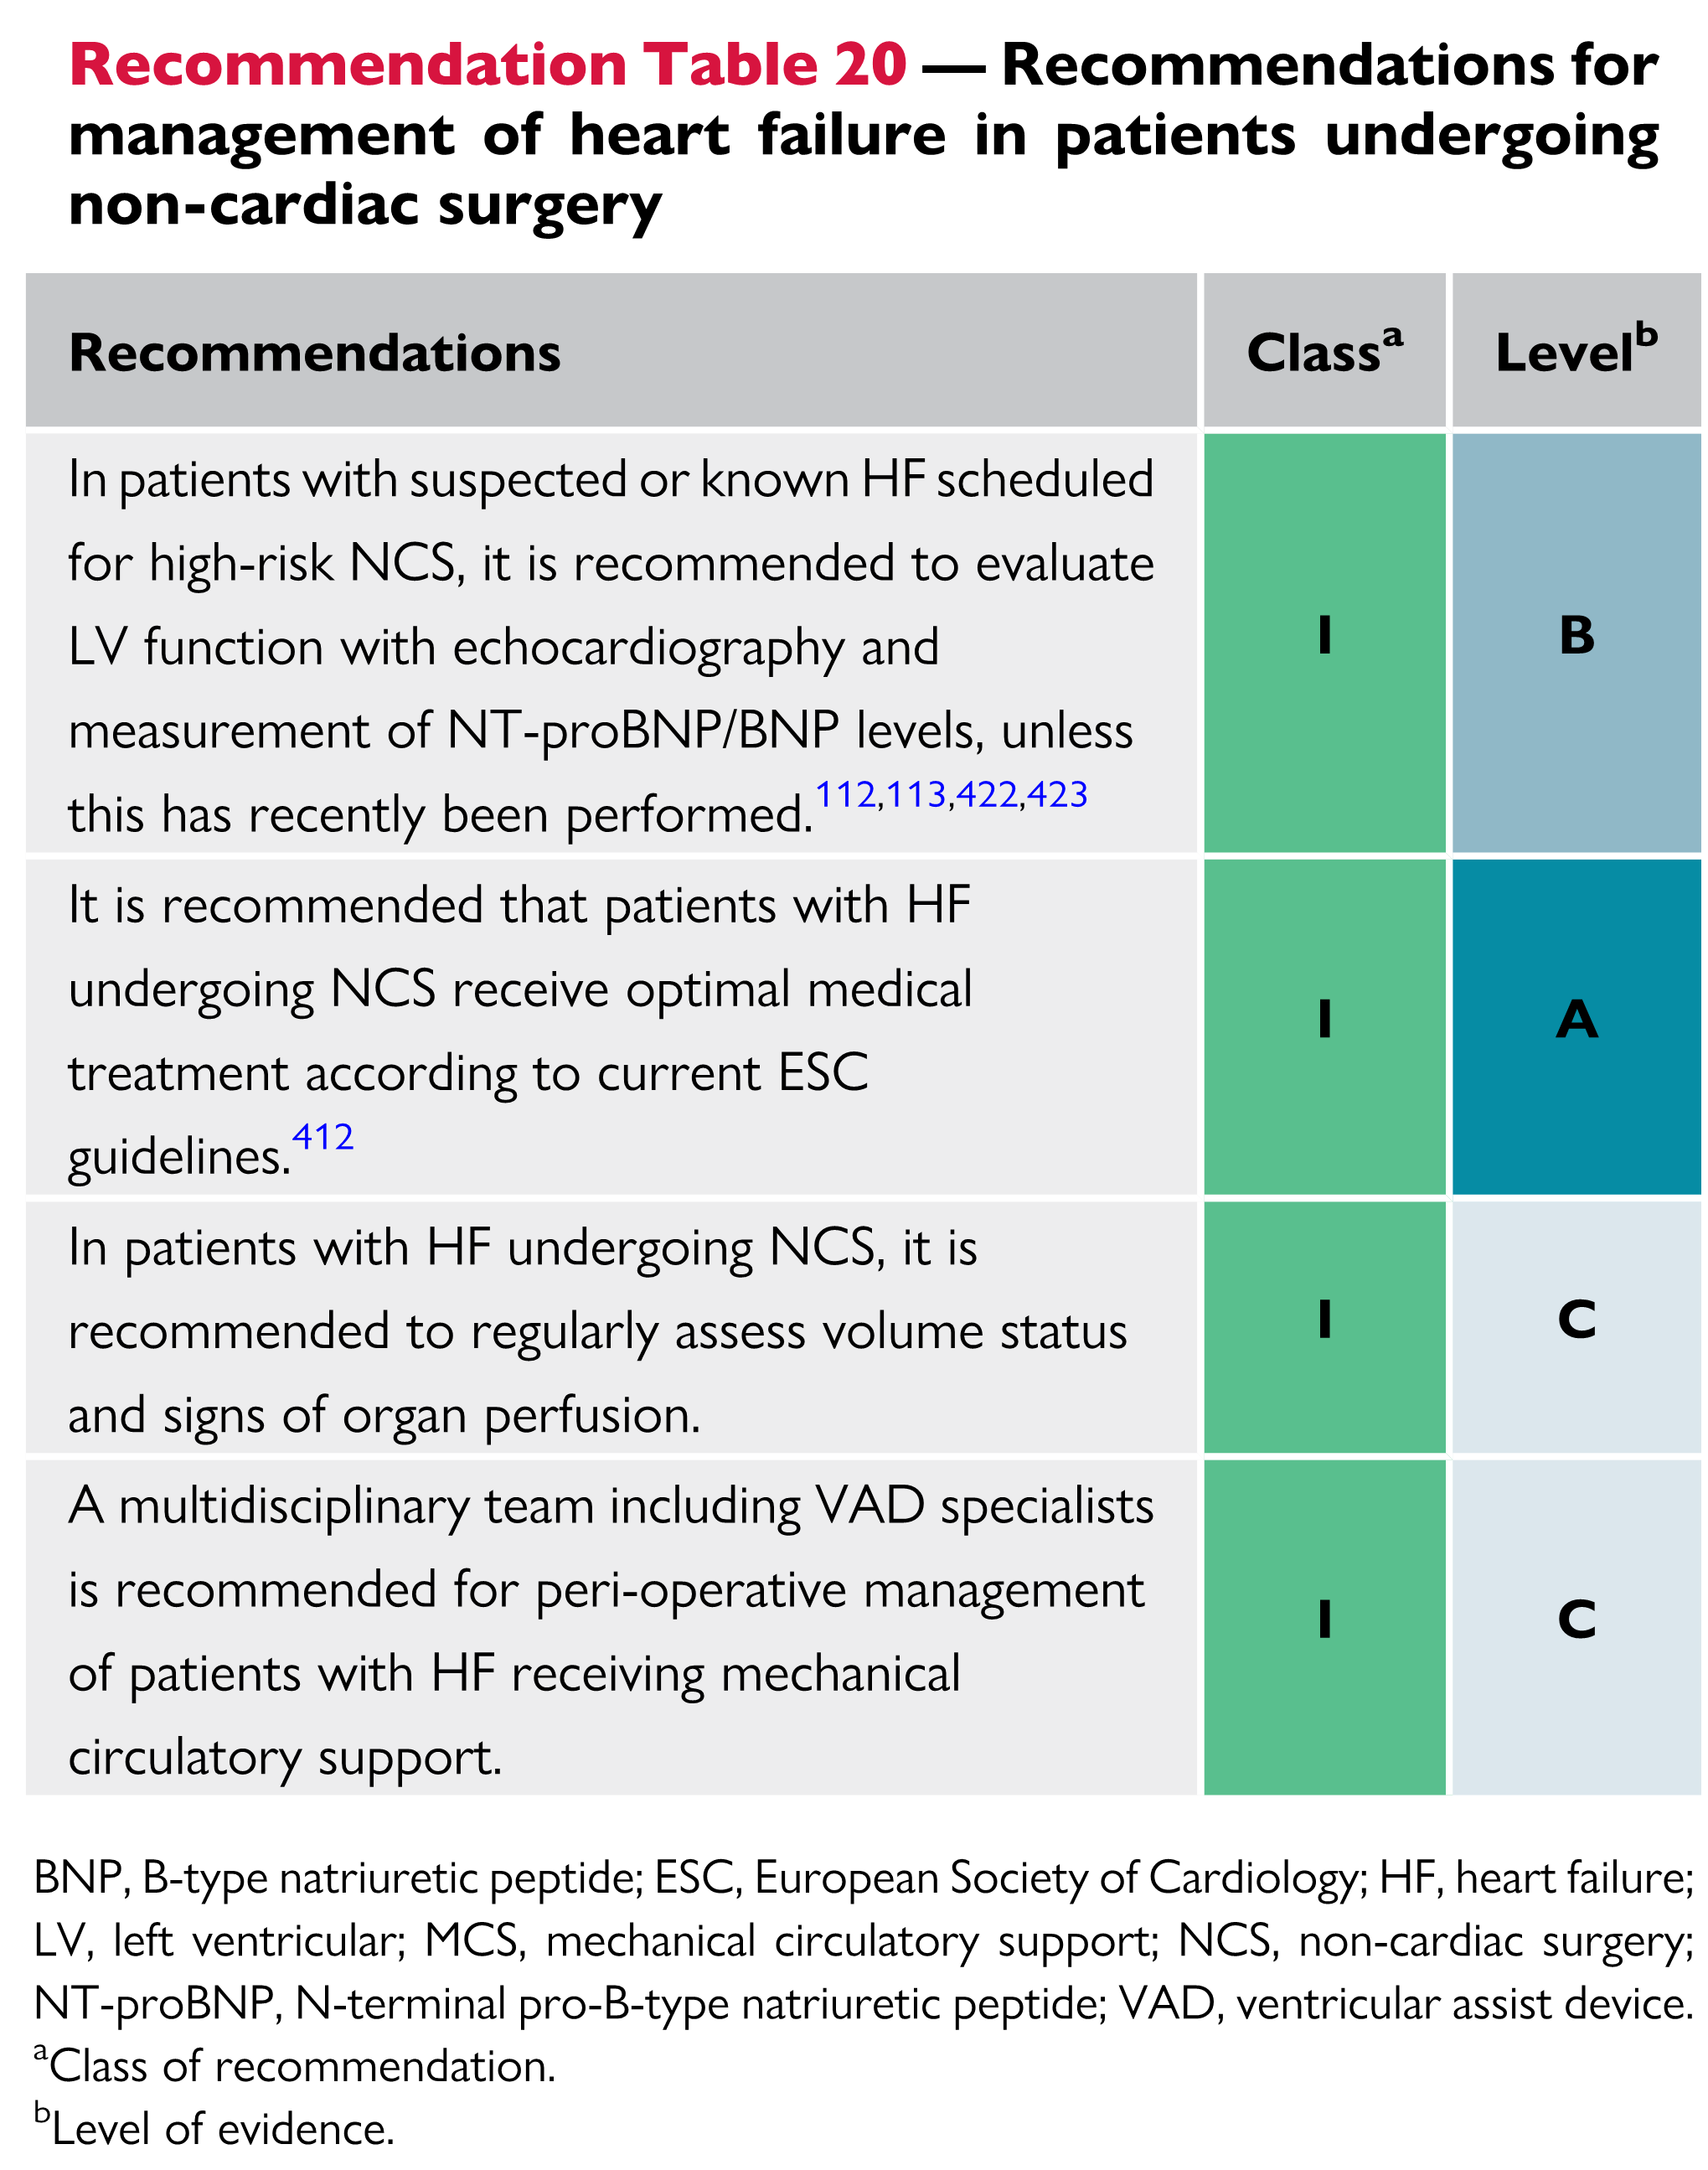 Recommendation Table 20 — Recommendations for
management of heart failure in patients undergoing
non-cardiac surgery
Recommendations Classᵃ Levelᵇ
In patients with suspected or known HF scheduled
for high-risk NCS, it is recommended to evaluate
LV function with echocardiography and
measurement of NT-proBNP/BNP levels, unless
this has recently been performed.112,113,422,423
I B
It is recommended that patients with HF
undergoing NCS receive optimal medical
treatment according to current ESC
guidelines.412
I A
In patients with HF undergoing NCS, it is
recommended to regularly assess volume status
and signs of organ perfusion.
I C
A multidisciplinary team including VAD specialists
is recommended for peri-operative management
of patients with HF receiving mechanical
circulatory support.
I C
BNP, B-type natriuretic peptide; ESC, European Society of Cardiology; HF, heart failure;
LV, left ventricular; MCS, mechanical circulatory support; NCS, non-cardiac surgery;
NT-proBNP, N-terminal pro-B-type natriuretic peptide; VAD, ventricular assist device.
ᵃClass of recommendation.
ᵇLevel of evidence.